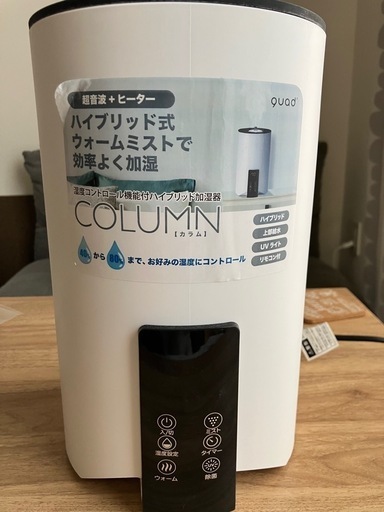 超音波+ヒーター
quad
ハイブリッド式
ウォームミストで
効率よく加湿
湿度コントロール機能付ハイブリッド加湿器
COLUMN
【カラム】
ハイブリッド
上部給水
UVライト
リモコン付
40%から80%まで、お好みの湿度にコントロール
入/切
ミスト
湿度設定
タイマー
ウォーム
除菌